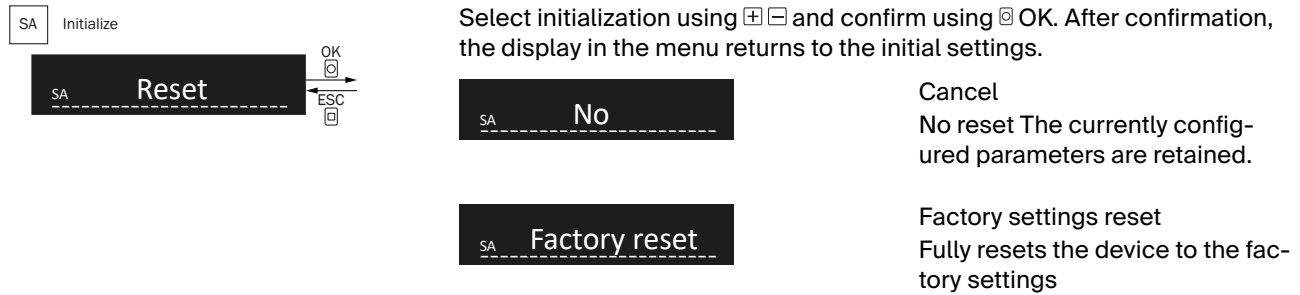 SA Initialize
SA Reset
OK
ESC
Select initialization using + − and confirm using OK. After confirmation,
the display in the menu returns to the initial settings.
SA No
Cancel
No reset The currently config-
ured parameters are retained.
SA Factory reset
Factory settings reset
Fully resets the device to the fac-
tory settings